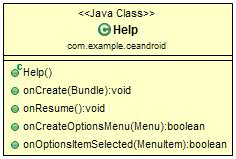 <<Java Class>>
Help
com.example.ceandroid
Help()
onCreate(Bundle):void
onResume():void
onCreateOptionsMenu(Menu):boolean
onOptionsItemSelected(MenuItem):boolean